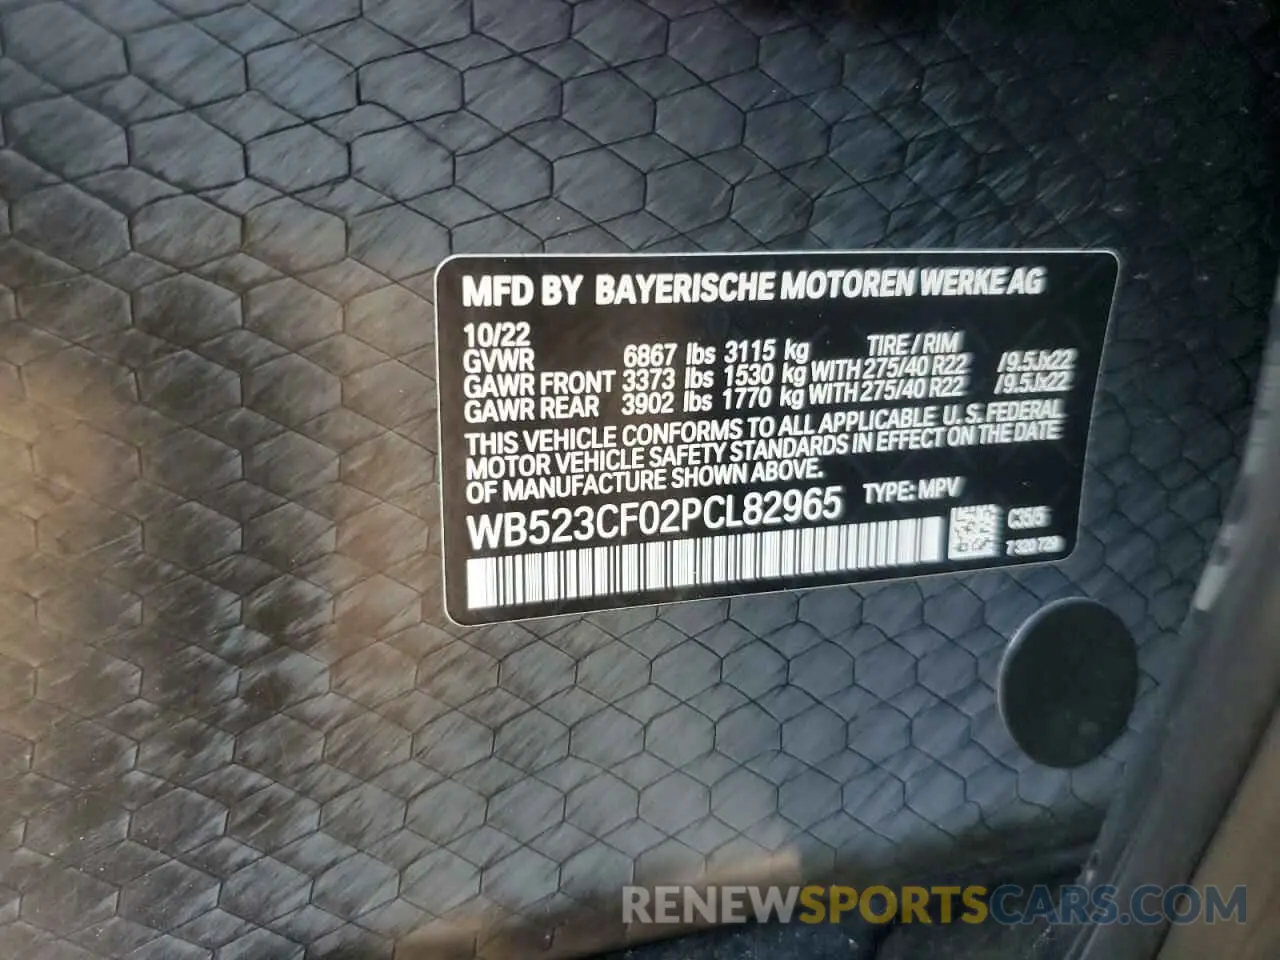 MFD BY BAYERISCHE MOTOREN WERKE AG
10/22
GVWR 6867 lbs 3115 kg TIRE / RIM
GAWR FRONT 3373 lbs 1530 kg WITH 275/40 R22 / 9.5Jx22
GAWR REAR 3902 lbs 1770 kg WITH 275/40 R22 / 9.5Jx22
THIS VEHICLE CONFORMS TO ALL APPLICABLE U.S. FEDERAL
MOTOR VEHICLE SAFETY STANDARDS IN EFFECT ON THE DATE
OF MANUFACTURE SHOWN ABOVE.
WB523CF02PCL82965 TYPE: MPV
7 320 729
RENEWSPORTSCARS.COM